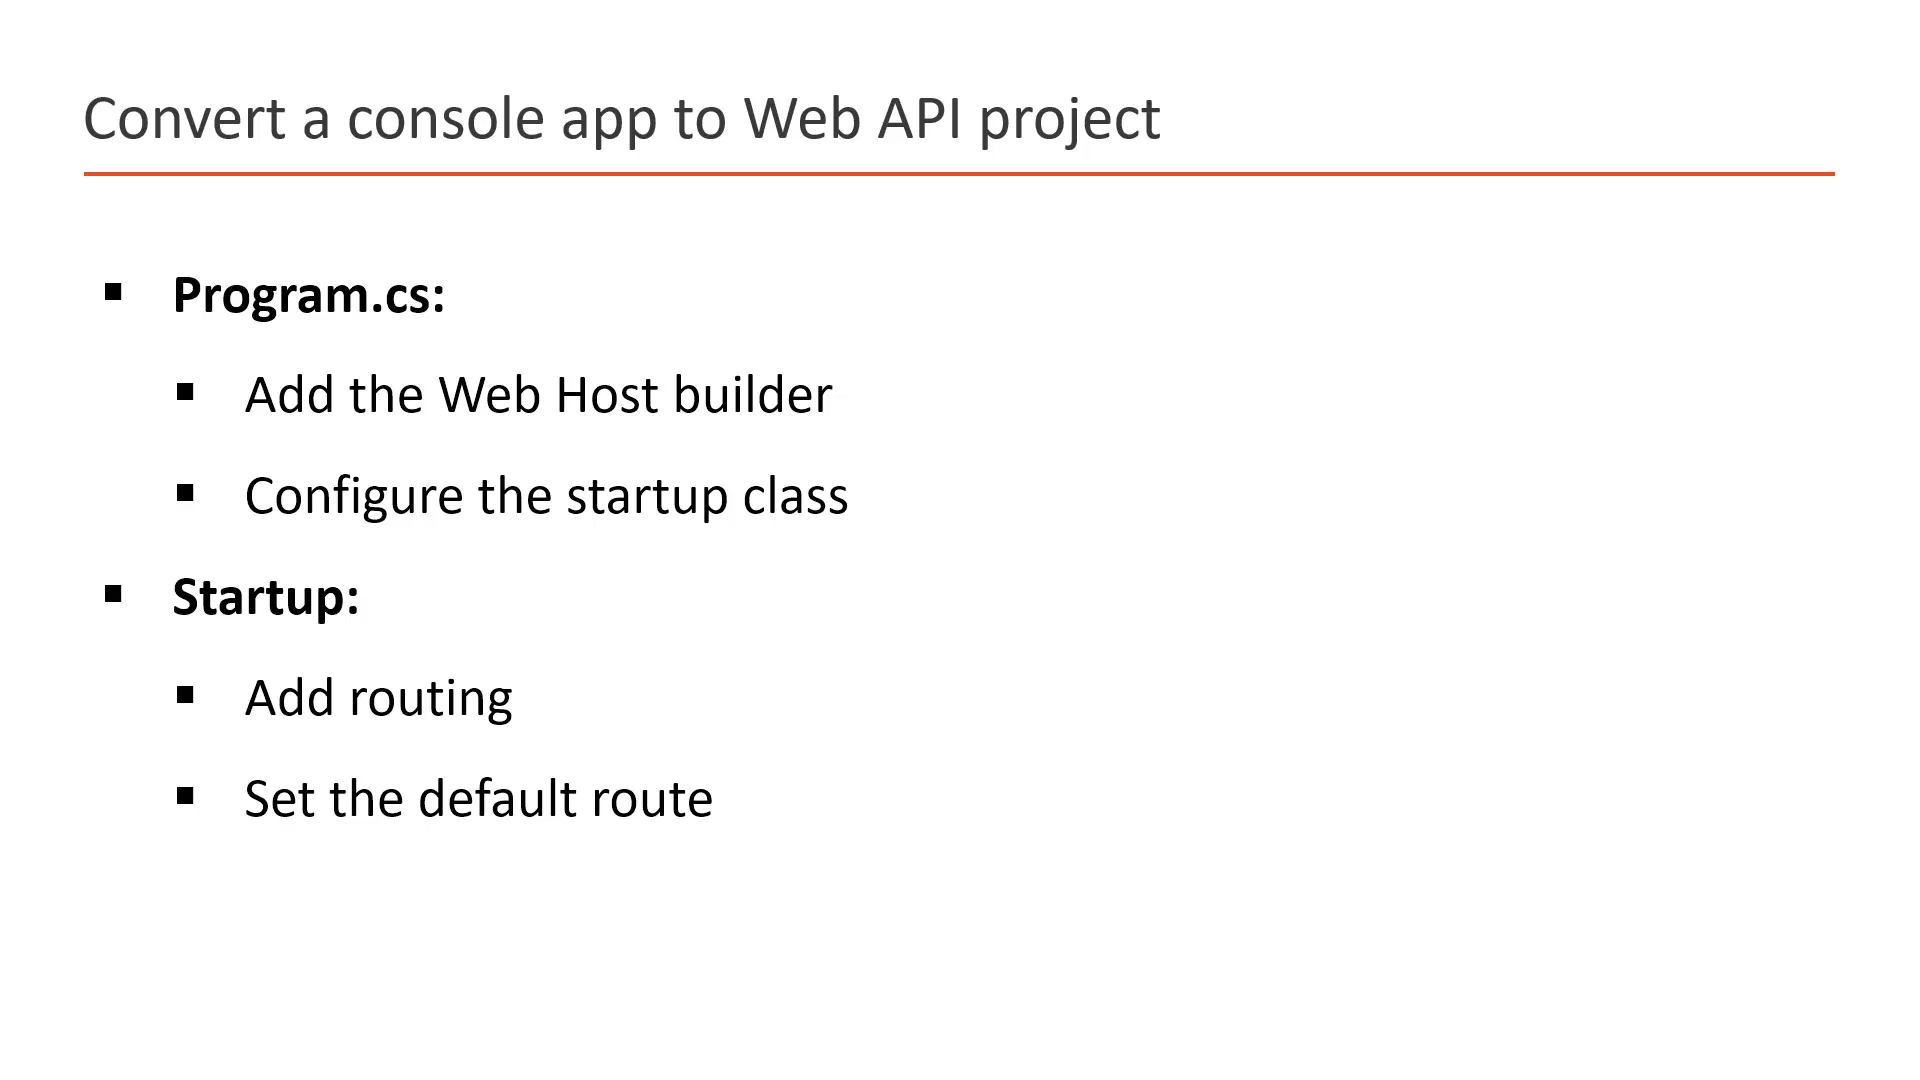 Convert a console app to Web API project
▪ Program.cs:
▪ Add the Web Host builder
▪ Configure the startup class
▪ Startup:
▪ Add routing
▪ Set the default route